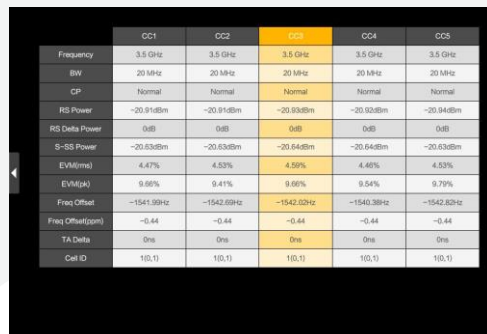 CC1 CC2 CC3 CC4 CC5
Frequency 3.5 GHz 3.5 GHz 3.5 GHz 3.5 GHz 3.5 GHz
BW 20 MHz 20 MHz 20 MHz 20 MHz 20 MHz
CP Normal Normal Normal Normal Normal
RS Power -20.91dBm -20.93dBm -20.93dBm -20.92dBm -20.94dBm
RS Delta Power 0dB 0dB 0dB 0dB 0dB
S-SS Power -20.63dBm -20.63dBm -20.64dBm -20.64dBm -20.63dBm
EVM(rms) 4.47% 4.53% 4.59% 4.46% 4.53%
EVM(pk) 9.66% 9.41% 9.66% 9.54% 9.79%
Freq Offset -1541.99Hz -1542.69Hz -1542.02Hz -1540.38Hz -1542.82Hz
Freq Offset(ppm) -0.44 -0.44 -0.44 -0.44 -0.44
TA Delta 0ns 0ns 0ns 0ns 0ns
Cell ID 1(0,1) 1(0,1) 1(0,1) 1(0,1) 1(0,1)